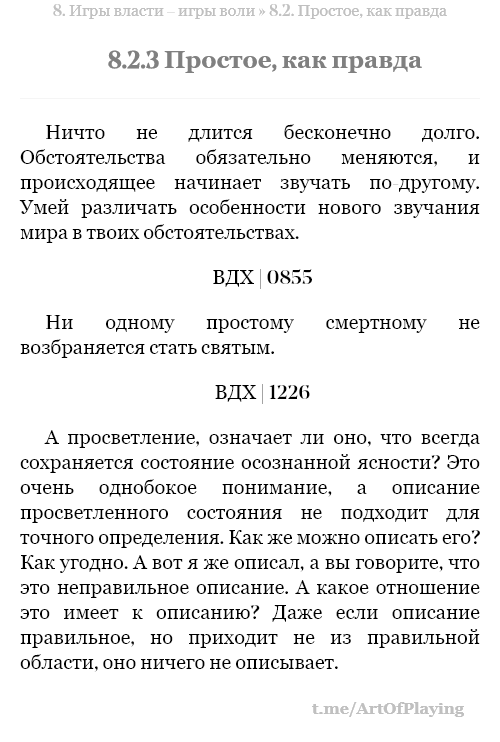 8. Игры власти – игры воли » 8.2. Простое, как правда
8.2.3 Простое, как правда
Ничто не длится бесконечно долго.
Обстоятельства обязательно меняются, и
происходящее начинает звучать по-другому.
Умей различать особенности нового звучания
мира в твоих обстоятельствах.
ВДХ | 0855
Ни одному простому смертному не
возбраняется стать святым.
ВДХ | 1226
А просветление, означает ли оно, что всегда
сохраняется состояние осознанной ясности? Это
очень однобокое понимание, а описание
просветленного состояния не подходит для
точного определения. Как же можно описать его?
Как угодно. А вот я же описал, а вы говорите, что
это неправильное описание. А какое отношение
это имеет к описанию? Даже если описание
правильное, но приходит не из правильной
области, оно ничего не описывает.
t.me/ArtOfPlaying